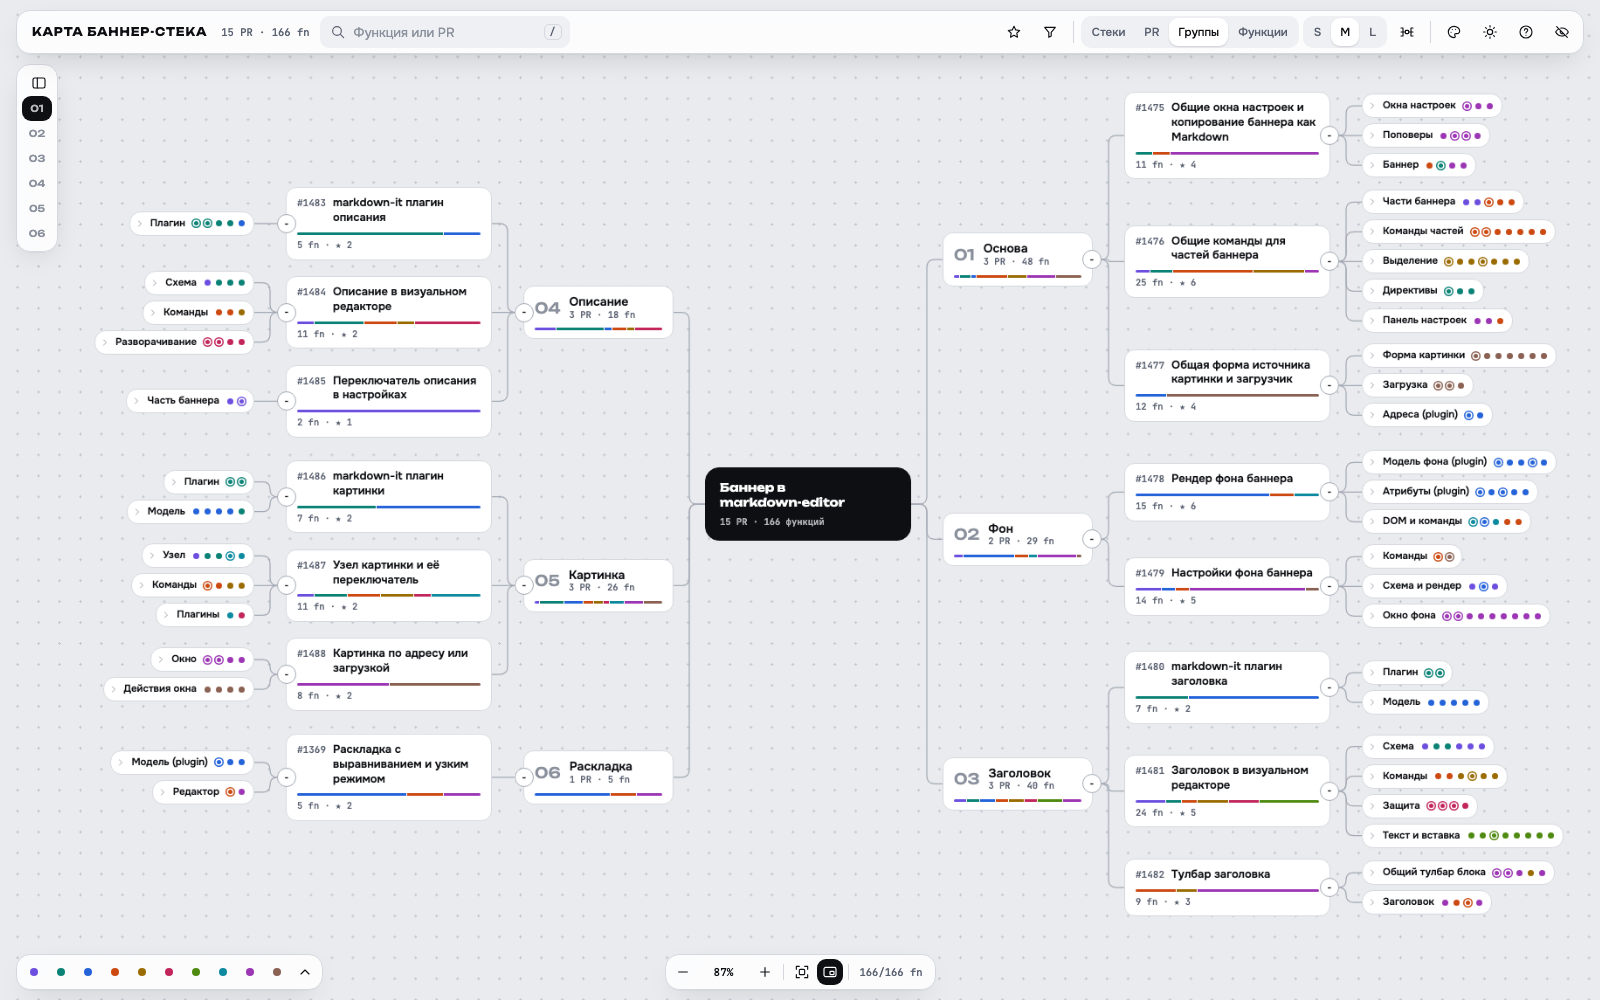 КАРТА БАННЕР-СТЕКА
15 PR · 166 fn
Функция или PR
/
Стеки
PR
Группы
Функции
S
M
L
01
02
03
04
05
06
Плагин
#1483 markdown-it плагин
описания
5 fn · ★ 2
Схема
Команды
Разворачивание
#1484 Описание в визуальном
редакторе
11 fn · ★ 2
Часть баннера
#1485 Переключатель описания
в настройках
2 fn · ★ 1
04 Описание
3 PR · 18 fn
Плагин
Модель
#1486 markdown-it плагин
картинки
7 fn · ★ 2
Узел
Команды
Плагины
#1487 Узел картинки и её
переключатель
11 fn · ★ 2
Окно
Действия окна
#1488 Картинка по адресу или
загрузкой
8 fn · ★ 2
05 Картинка
3 PR · 26 fn
Модель (plugin)
Редактор
#1369 Раскладка с
выравниванием и узким
режимом
5 fn · ★ 2
06 Раскладка
1 PR · 5 fn
Баннер в
markdown-editor
15 PR · 166 функций
01 Основа
3 PR · 48 fn
#1475 Общие окна настроек и
копирование баннера как
Markdown
11 fn · ★ 4
Окна настроек
Поповеры
Баннер
#1476 Общие команды для
частей баннера
25 fn · ★ 6
Части баннера
Команды частей
Выделение
Директивы
Панель настроек
#1477 Общая форма источника
картинки и загрузчик
12 fn · ★ 4
Форма картинки
Загрузка
Адреса (plugin)
02 Фон
2 PR · 29 fn
#1478 Рендер фона баннера
15 fn · ★ 6
Модель фона (plugin)
Атрибуты (plugin)
DOM и команды
#1479 Настройки фона баннера
14 fn · ★ 5
Команды
Схема и рендер
Окно фона
03 Заголовок
3 PR · 40 fn
#1480 markdown-it плагин
заголовка
7 fn · ★ 2
Плагин
Модель
#1481 Заголовок в визуальном
редакторе
24 fn · ★ 5
Схема
Команды
Защита
Текст и вставка
#1482 Тулбар заголовка
9 fn · ★ 3
Общий тулбар блока
Заголовок
87%
166/166 fn